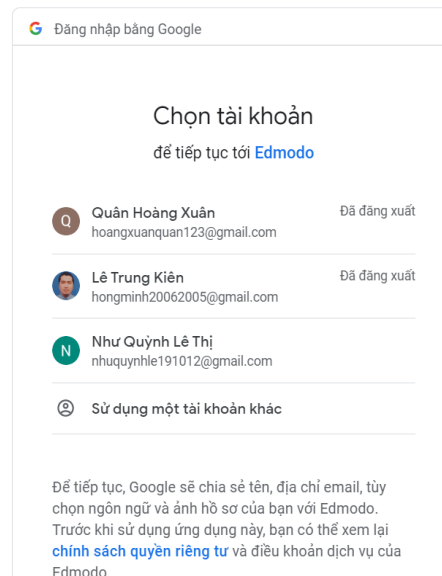 Đăng nhập bằng Google
Chọn tài khoản
để tiếp tục tới Edmodo
Q
Quân Hoàng Xuân
Đã đăng xuất
hoangxuanquan123@gmail.com
Lê Trung Kiên
Đã đăng xuất
hongminh20062005@gmail.com
N
Như Quỳnh Lê Thị
nhuquynhle191012@gmail.com
Sử dụng một tài khoản khác
Để tiếp tục, Google sẽ chia sẻ tên, địa chỉ email, tùy
chọn ngôn ngữ và ảnh hồ sơ của bạn với Edmodo.
Trước khi sử dụng ứng dụng này, bạn có thể xem lại
chính sách quyền riêng tư và điều khoản dịch vụ của
Edmodo